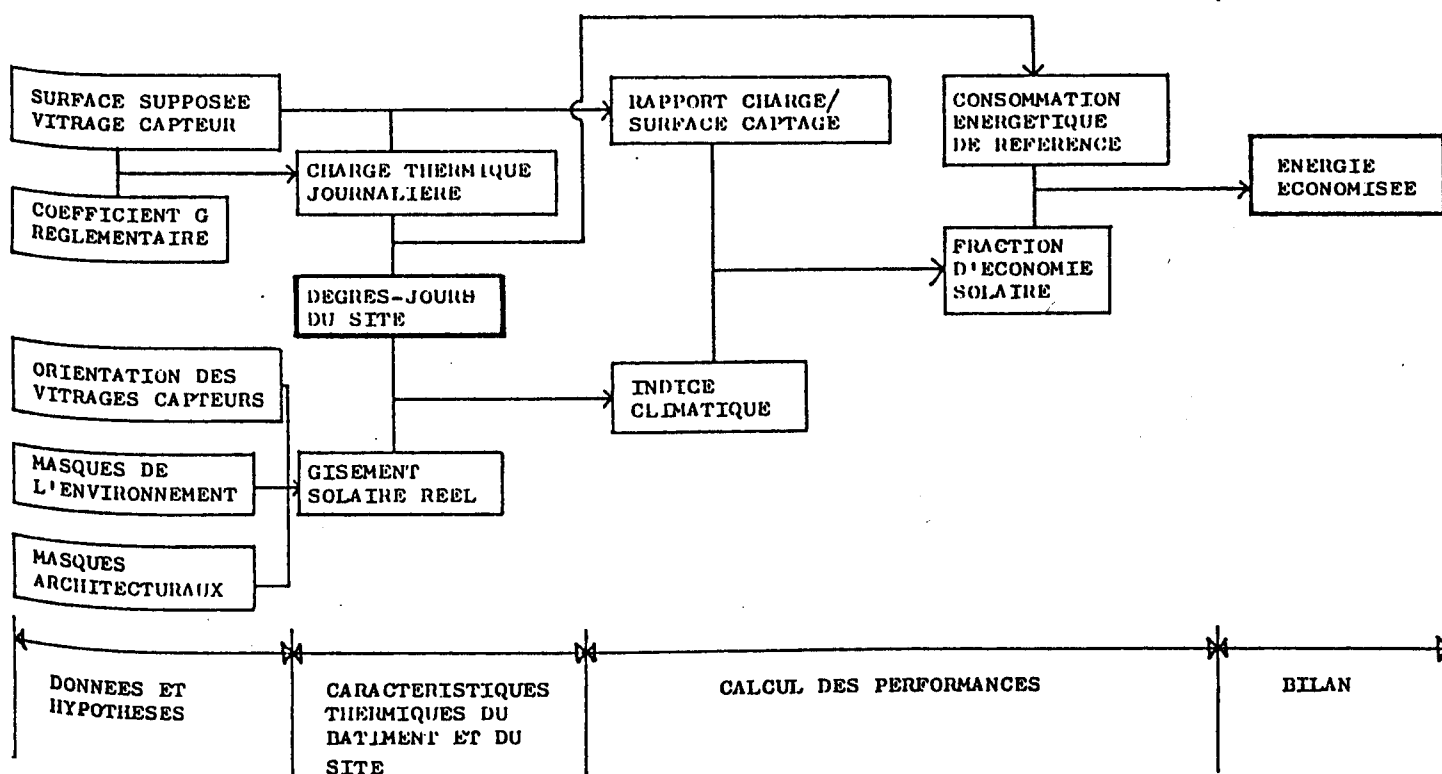 SURFACE SUPPOSEE
VITRAGE CAPTEUR
COEFFICIENT G
REGLEMENTAIRE
ORIENTATION DES
VITRAGES CAPTEURS
MASQUES DE
L'ENVIRONNEMENT
MASQUES
ARCHITECTURAUX
CHARGE THERMIQUE
JOURNALIERE
DEGRES-JOURS
DU SITE
GISEMENT
SOLAIRE REEL
RAPPORT CHARGE/
SURFACE CAPTAGE
INDICE
CLIMATIQUE
CONSOMMATION
ENERGETIQUE
DE REFERENCE
FRACTION
D'ECONOMIE
SOLAIRE
ENERGIE
ECONOMISEE
DONNEES ET
HYPOTHESES
CARACTERISTIQUES
THERMIQUES DU
BATIMENT ET DU
SITE
CALCUL DES PERFORMANCES
BILAN